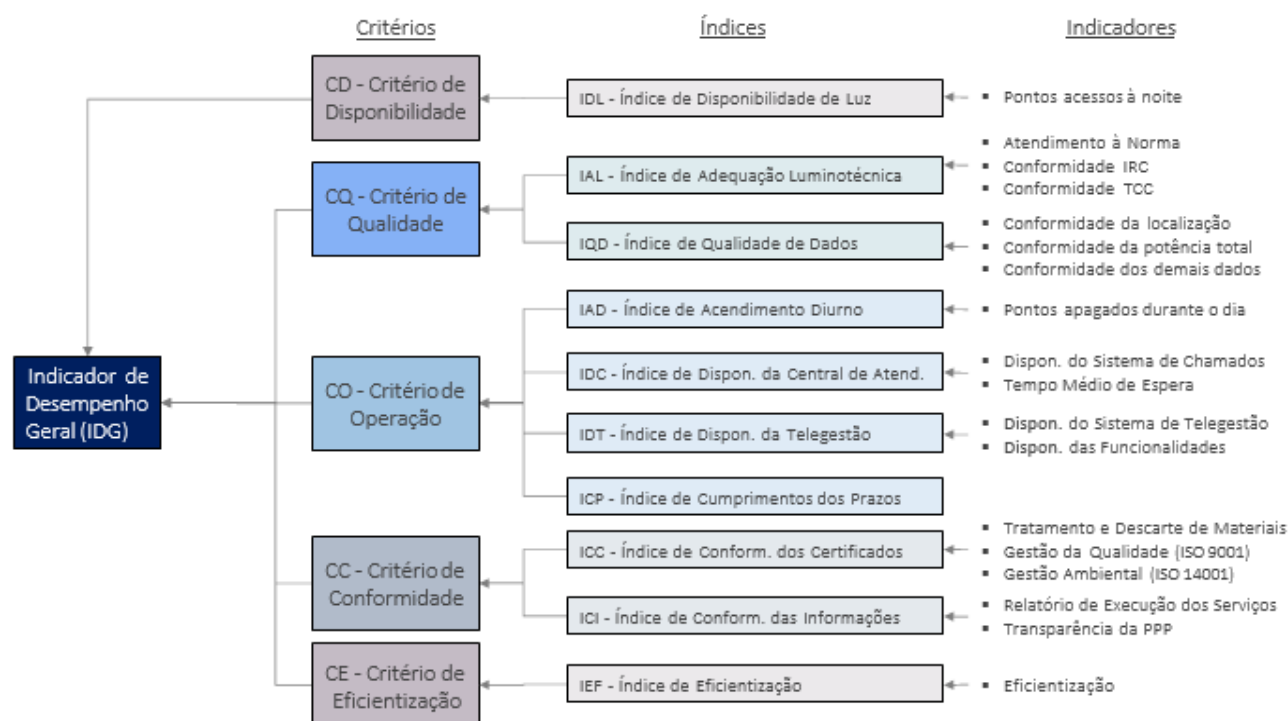 Critérios
Índices
Indicadores
CD - Critério de
Disponibilidade
IDL - Índice de Disponibilidade de Luz
▪ Pontos acessos à noite
CQ - Critério de
Qualidade
IAL - Índice de Adequação Luminotécnica
▪ Atendimento à Norma
▪ Conformidade IRC
▪ Conformidade TCC
IQD - Índice de Qualidade de Dados
▪ Conformidade da localização
▪ Conformidade da potência total
▪ Conformidade dos demais dados
Indicador de
Desempenho
Geral (IDG)
CO - Critério de
Operação
IAD - Índice de Acendimento Diurno
▪ Pontos apagados durante o dia
IDC - Índice de Dispon. da Central de Atend.
▪ Dispon. do Sistema de Chamados
▪ Tempo Médio de Espera
IDT - Índice de Dispon. da Telegestão
▪ Dispon. do Sistema de Telegestão
▪ Dispon. das Funcionalidades
ICP - Índice de Cumprimentos dos Prazos
CC - Critério de
Conformidade
ICC - Índice de Conform. dos Certificados
▪ Tratamento e Descarte de Materiais
▪ Gestão da Qualidade (ISO 9001)
▪ Gestão Ambiental (ISO 14001)
ICI - Índice de Conform. das Informações
▪ Relatório de Execução dos Serviços
▪ Transparência da PPP
CE - Critério de
Eficientização
IEF - Índice de Eficientização
▪ Eficientização